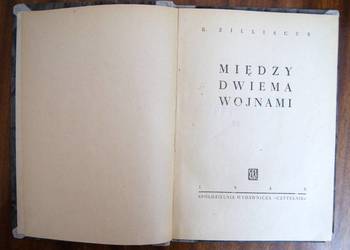 K. ZILLIACUS
MIĘDZY
DWIEMA
WOJNAMI
SPÓŁDZIELNIA WYDAWNICZA «CZYTELNIK»